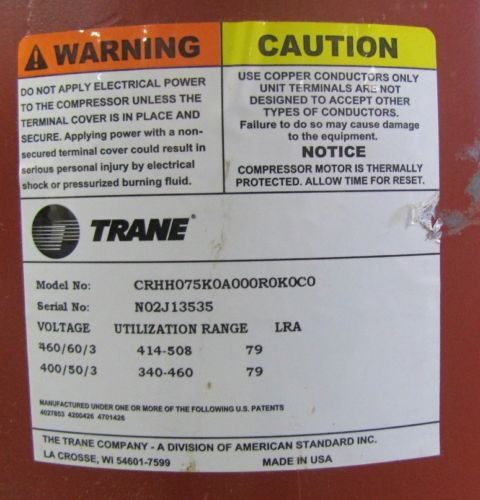 WARNING
DO NOT APPLY ELECTRICAL POWER
TO THE COMPRESSOR UNLESS THE
TERMINAL COVER IS IN PLACE AND
SECURE. Applying power with a non-
secured terminal cover could result in
serious personal injury by electrical
shock or pressurized burning fluid.
CAUTION
USE COPPER CONDUCTORS ONLY
UNIT TERMINALS ARE NOT
DESIGNED TO ACCEPT OTHER
TYPES OF CONDUCTORS.
Failure to do so may cause damage
to the equipment.
NOTICE
COMPRESSOR MOTOR IS THERMALLY
PROTECTED. ALLOW TIME FOR RESET.
TRANE®
Model No: CRHH075K0A000R0K0C0
Serial No: N02J13535
VOLTAGE UTILIZATION RANGE LRA
460/60/3 414-508 79
400/50/3 340-460 79
MANUFACTURED UNDER ONE OR MORE OF THE FOLLOWING U.S. PATENTS
4027853 4200426 4701426
THE TRANE COMPANY - A DIVISION OF AMERICAN STANDARD INC.
LA CROSSE, WI 54601-7599 MADE IN USA